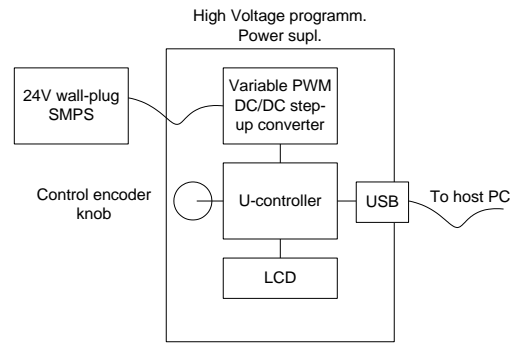 High Voltage programm.
Power supl.
24V wall-plug
SMPS
Variable PWM
DC/DC step-
up converter
Control encoder
knob
U-controller
USB
To host PC
LCD